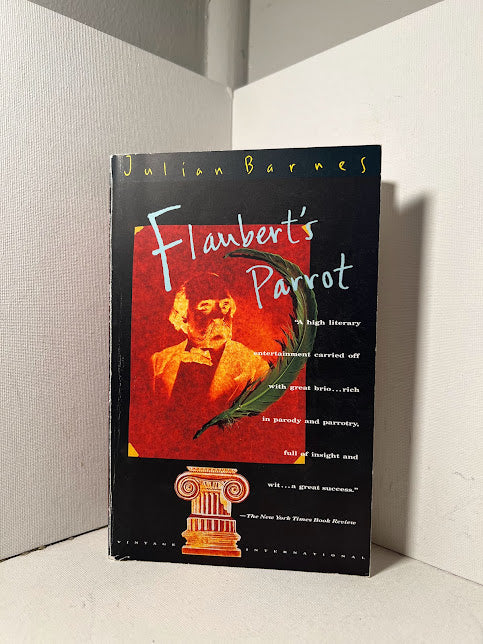 Julian Barnes
Flaubert's
Parrot
"A high literary
entertainment carried off
with great brio...rich
in parody and parrotry,
full of insight and
wit...a great success."
—The New York Times Book Review
VINTAGE INTERNATIONAL